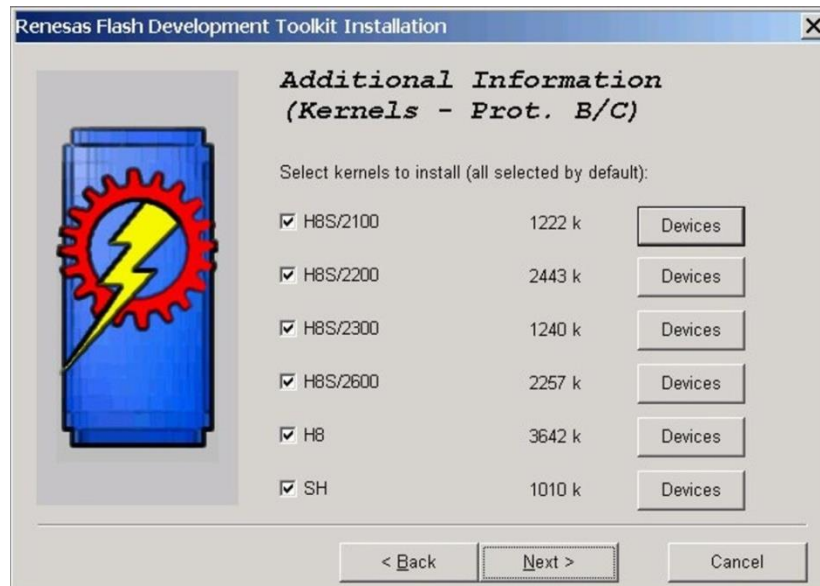 Renesas Flash Development Toolkit Installation
Additional Information
(Kernels - Prot. B/C)
Select kernels to install (all selected by default):
H8S/2100 1222 k Devices
H8S/2200 2443 k Devices
H8S/2300 1240 k Devices
H8S/2600 2257 k Devices
H8 3642 k Devices
SH 1010 k Devices
< Back Next > Cancel